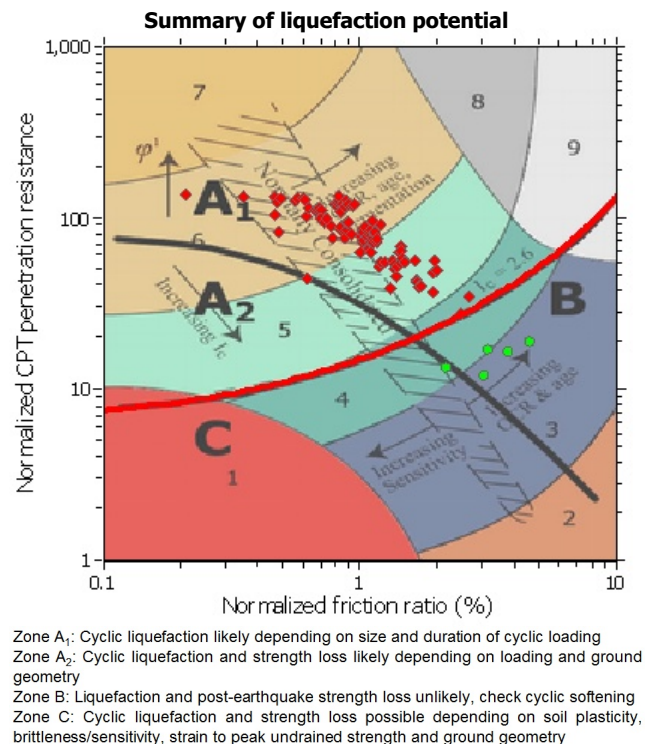 Summary of liquefaction potential
1,000
7
8
9
φ'
Increasing
OCR, age,
cementation
Normally Consolidated
100
A1
6
Ic = 2.6
A2
B
Increasing Ic
5
10
4
Increasing
OCR & age
C
3
Increasing
Sensitivity
1
2
1
0.1
1
10
Normalized CPT penetration resistance
Normalized friction ratio (%)
Zone A1: Cyclic liquefaction likely depending on size and duration of cyclic loading
Zone A2: Cyclic liquefaction and strength loss likely depending on loading and ground
geometry
Zone B: Liquefaction and post-earthquake strength loss unlikely, check cyclic softening
Zone C: Cyclic liquefaction and strength loss possible depending on soil plasticity,
brittleness/sensitivity, strain to peak undrained strength and ground geometry